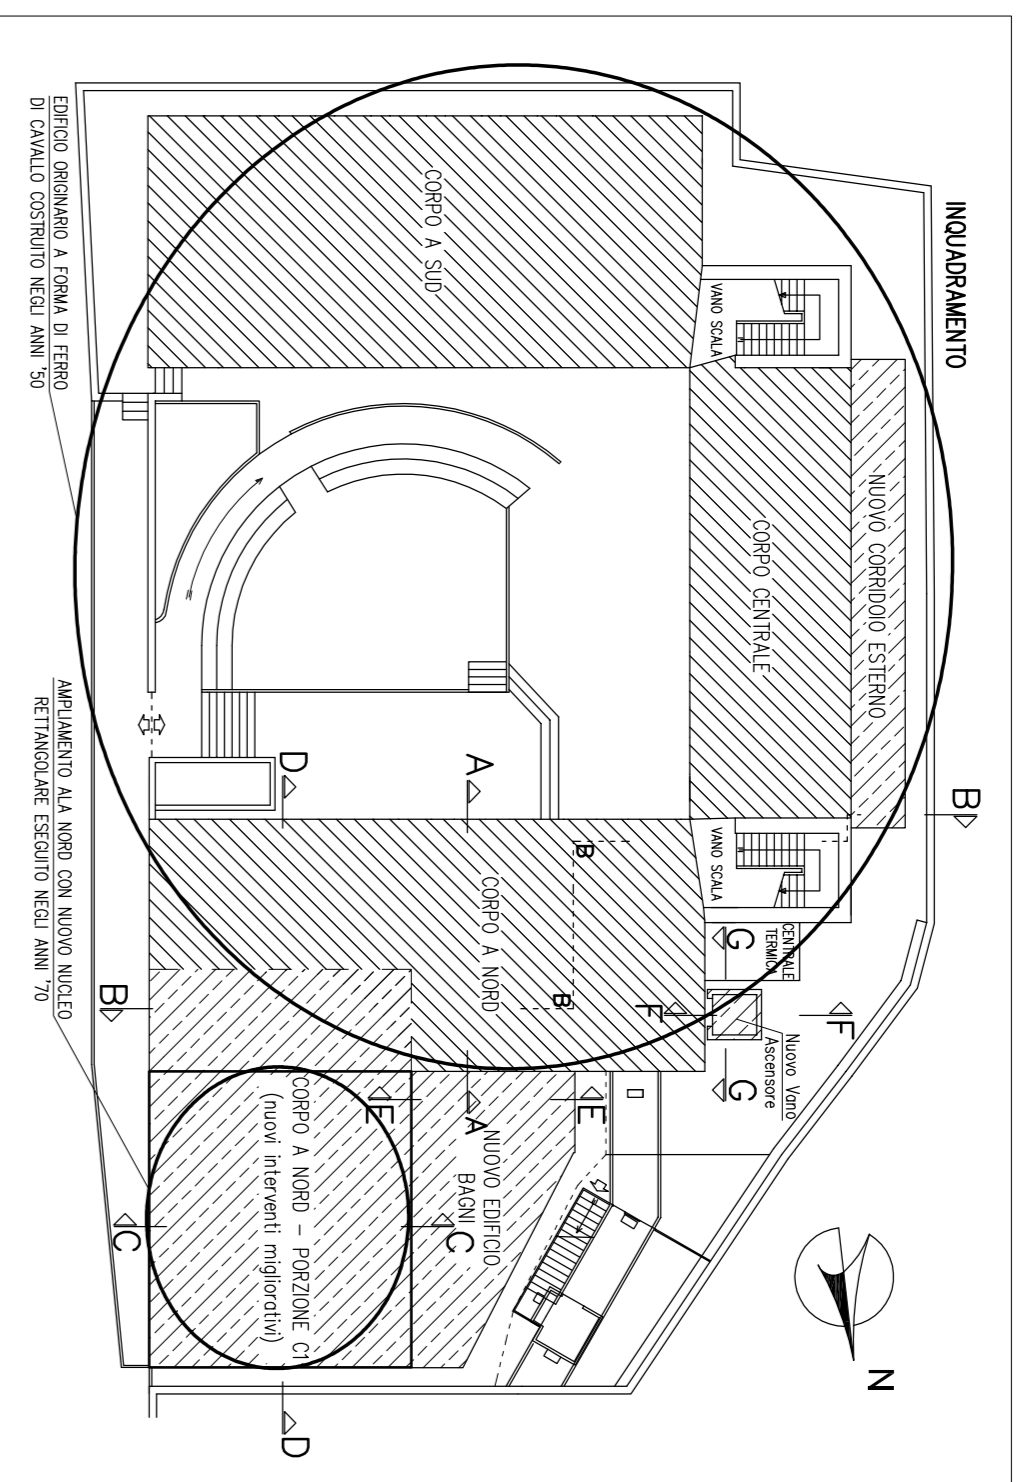 INQUADRAMENTO
CORPO A SUD
VANO SCALA
NUOVO CORRIDOIO ESTERNO
CORPO CENTRALE
EDIFICIO ORIGINARIO A FORMA DI FERRO
DI CAVALLO COSTRUITO NEGLI ANNI '50
B
D
A
VANO SCALA
B
CORPO A NORD
B
CENTRALE
TERMICA
G
F
F
Nuovo Vano
Ascensore
G
B
AMPLIAMENTO ALA NORD CON NUOVO NUCLEO
RETTANGOLARE ESEGUITO NEGLI ANNI '70
E
A
E
NUOVO EDIFICIO
BAGNI
CORPO A NORD - PORZIONE C1
(nuovi interventi migliorativi)
C
C
D
N